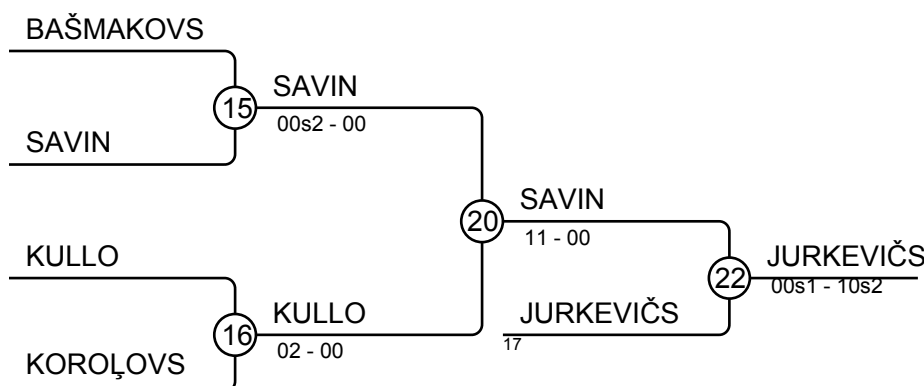 BAŠMAKOVS
15
SAVIN
00s2 - 00
SAVIN
20
SAVIN
11 - 00
KULLO
22
JURKEVIČS
00s1 - 10s2
16
KULLO
02 - 00
JURKEVIČS
17
KOROĻOVS